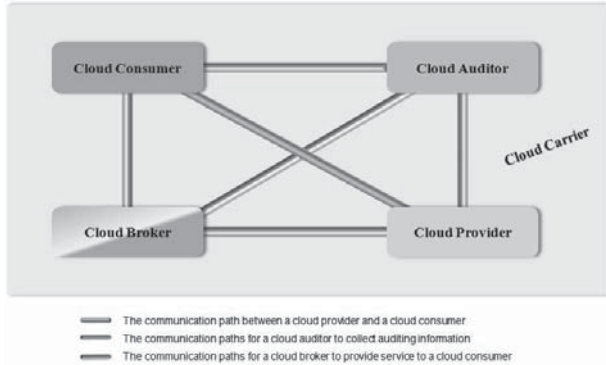 Cloud Consumer
Cloud Auditor
Cloud Carrier
Cloud Broker
Cloud Provider
The communication path between a cloud provider and a cloud consumer
The communication paths for a cloud auditor to collect auditing information
The communication paths for a cloud broker to provide service to a cloud consumer